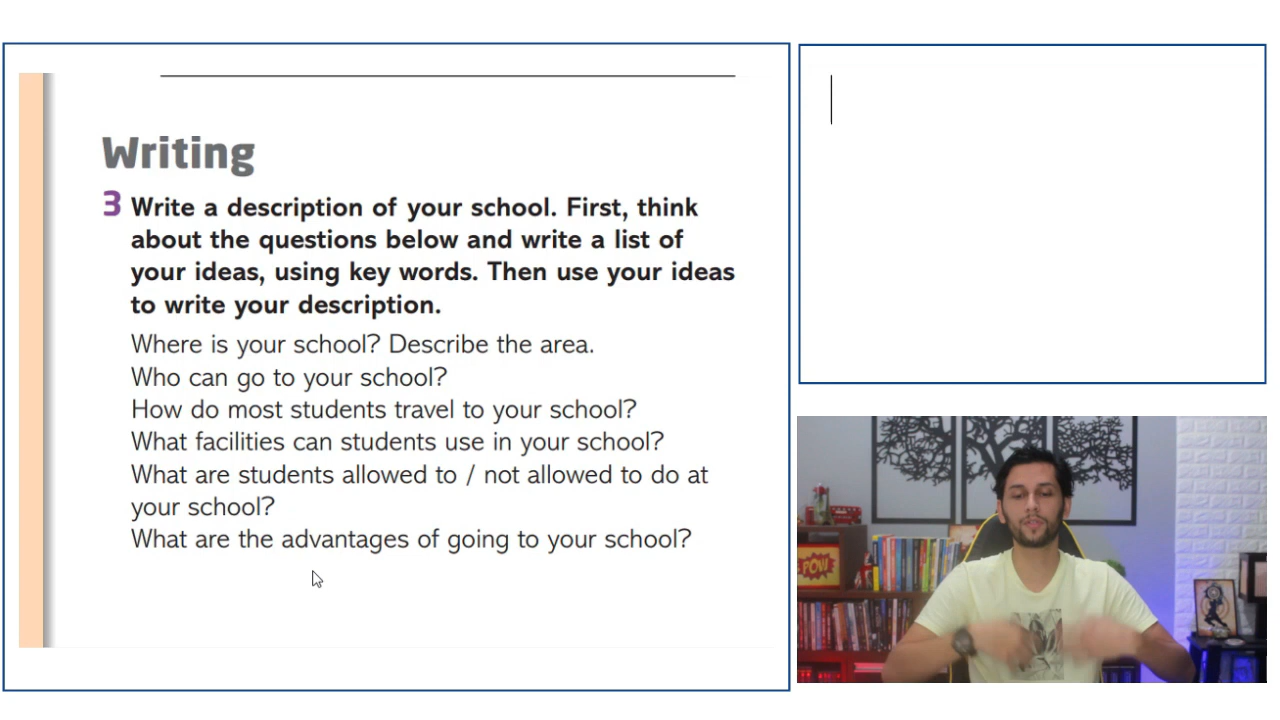 Writing
3 Write a description of your school. First, think
about the questions below and write a list of
your ideas, using key words. Then use your ideas
to write your description.
Where is your school? Describe the area.
Who can go to your school?
How do most students travel to your school?
What facilities can students use in your school?
What are students allowed to / not allowed to do at
your school?
What are the advantages of going to your school?
POW